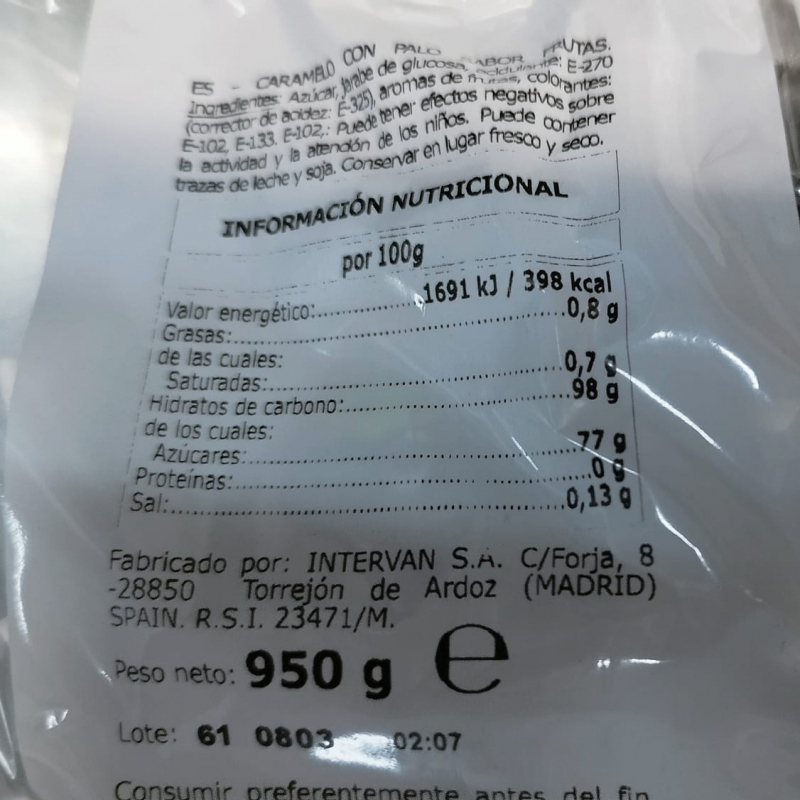 ES - CARAMELO CON PALO SABOR FRUTAS.
Ingredientes: Azúcar, jarabe de glucosa, acidulante: E-270
(corrector de acidez: E-325), aromas de frutas, colorantes:
E-102, E-133. E-102,: Puede tener efectos negativos sobre
la actividad y la atención de los niños. Puede contener
trazas de leche y soja. Conservar en lugar fresco y seco.
INFORMACIÓN NUTRICIONAL
por 100g
Valor energético:.....1691 kJ / 398 kcal
Grasas:.....0,8 g
de las cuales:
Saturadas:.....0,7 g
Hidratos de carbono:.....98 g
de los cuales:
Azúcares:.....77 g
Proteínas:.....0 g
Sal:.....0,13 g
Fabricado por: INTERVAN S.A. C/Forja, 8
-28850 Torrejón de Ardoz (MADRID)
SPAIN. R.S.I. 23471/M.
Peso neto: 950 g e
Lote: 61 0803 02:07
Consumir preferentemente antes del fin